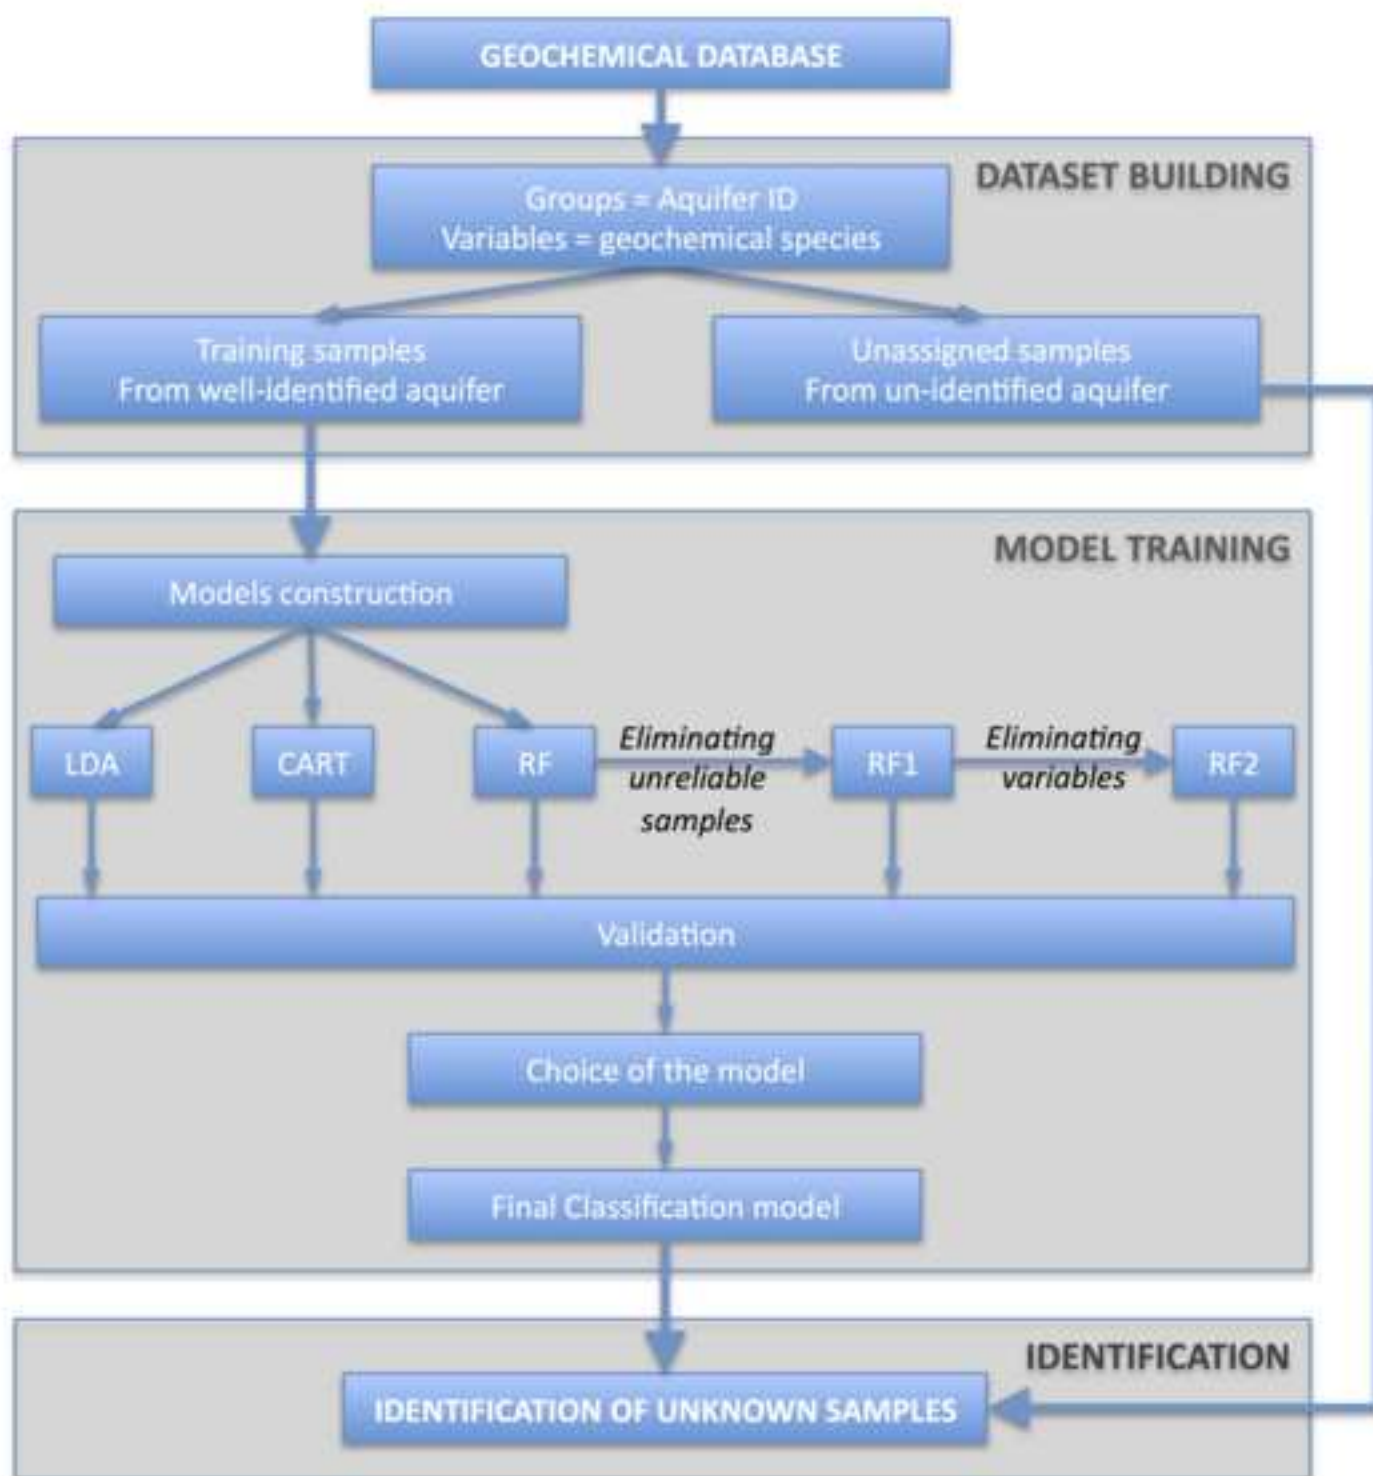 GEOCHEMICAL DATABASE
DATASET BUILDING
Groups = Aquifer ID
Variables = geochemical species
Training samples
From well-identified aquifer
Unassigned samples
From un-identified aquifer
MODEL TRAINING
Models construction
LDA
CART
RF
Eliminating
unreliable
samples
RF1
Eliminating
variables
RF2
Validation
Choice of the model
Final Classification model
IDENTIFICATION
IDENTIFICATION OF UNKNOWN SAMPLES